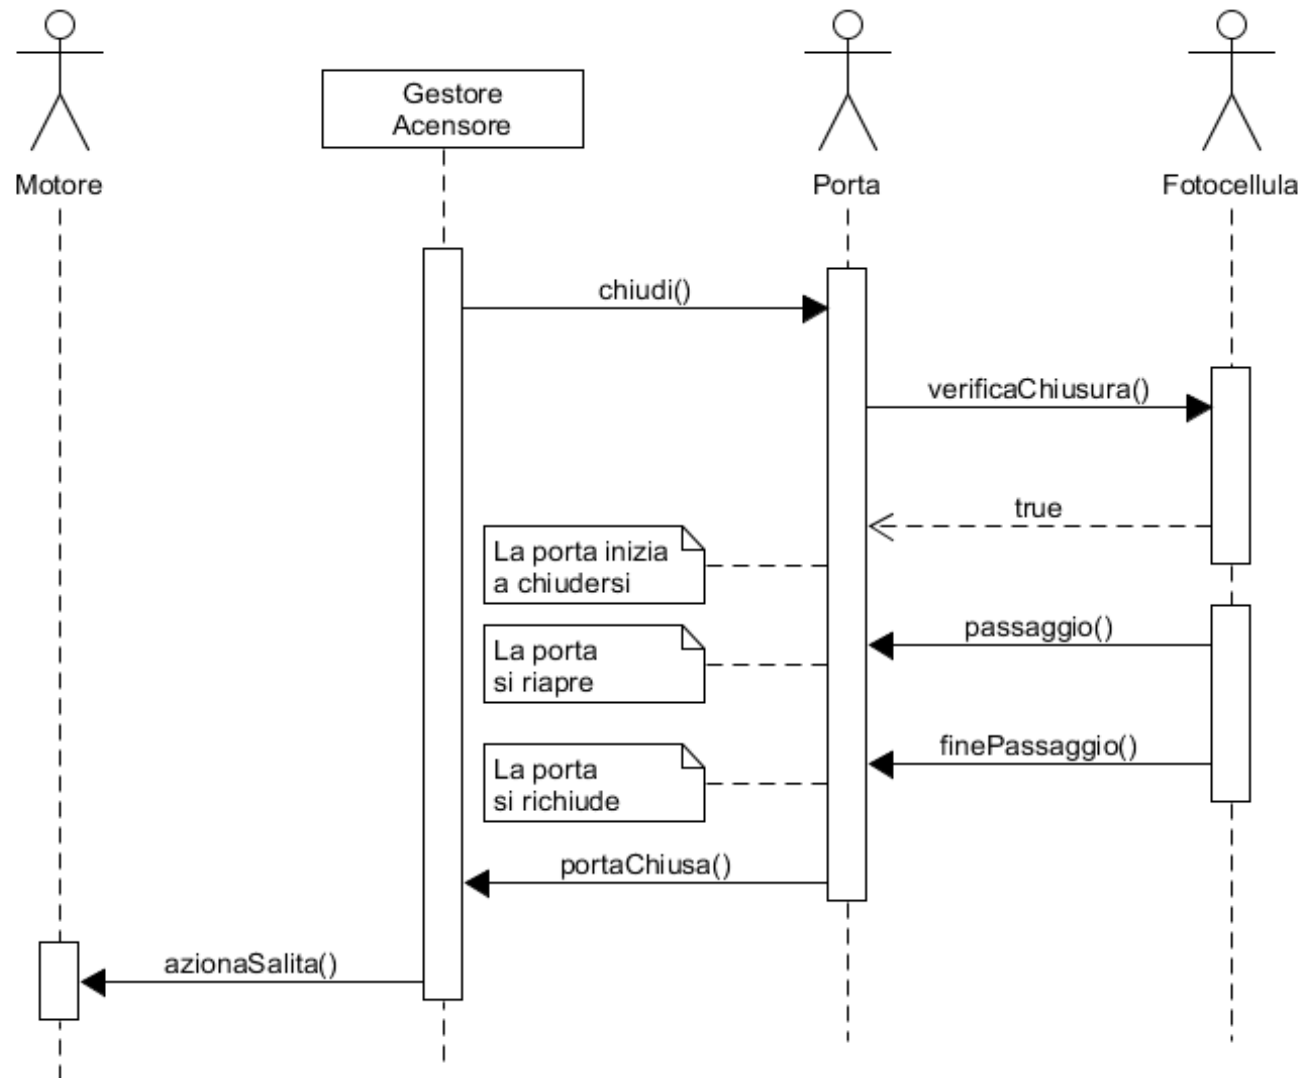 Gestore
Acensore
Motore
Porta
Fotocellula
chiudi()
verificaChiusura()
true
La porta inizia
a chiudersi
passaggio()
La porta
si riapre
finePassaggio()
La porta
si richiude
portaChiusa()
azionaSalita()